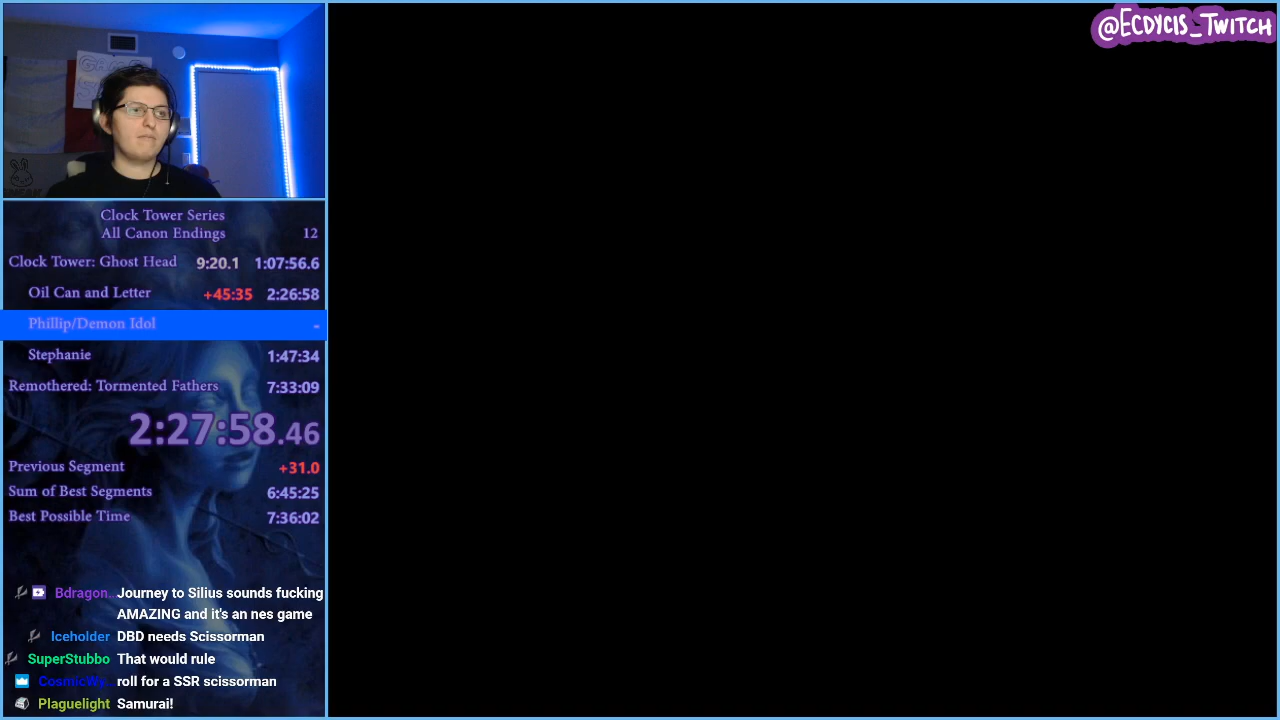 @ECDYCIS_TWITCH
Clock Tower Series
All Canon Endings 12
Clock Tower: Ghost Head 9:20.1 1:07:56.6
Oil Can and Letter +45:35 2:26:58
Phillip/Demon Idol -
Stephanie 1:47:34
Remothered: Tormented Fathers 7:33:09
2:27:58.46
Previous Segment +31.0
Sum of Best Segments 6:45:25
Best Possible Time 7:36:02
Bdragon... Journey to Silius sounds fucking
AMAZING and it's an nes game
Iceholder DBD needs Scissorman
SuperStubbo That would rule
CosmicWy... roll for a SSR scissorman
Plaguelight Samurai!